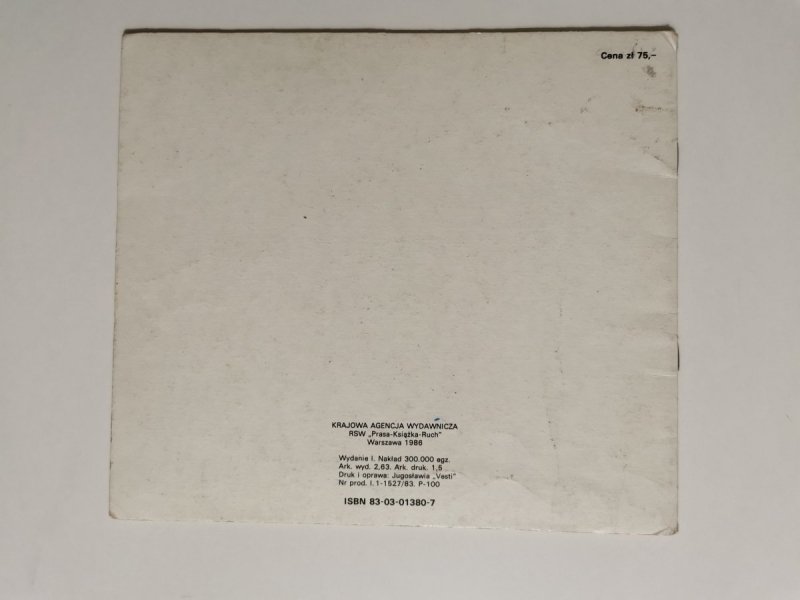 Cena zł 75,—
KRAJOWA AGENCJA WYDAWNICZA
RSW „Prasa-Książka-Ruch"
Warszawa 1986
Wydanie I. Nakład 300.000 egz.
Ark. wyd. 2,63. Ark. druk. 1,5
Druk i oprawa: Jugosławia „Vesti"
Nr prod. I.1-1527/83. P-100
ISBN 83-03-01380-7